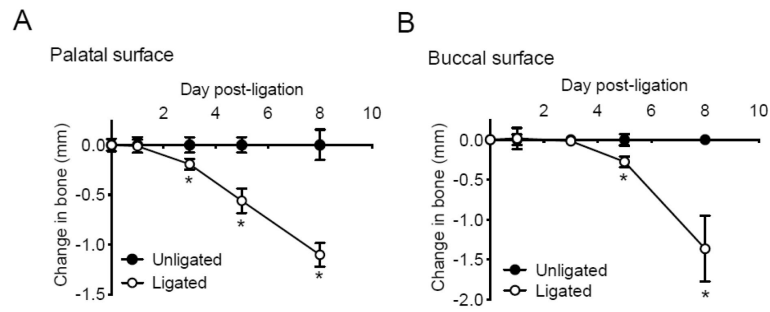 A
Palatal surface
Day post-ligation
2 4 6 8 10
0.0
-0.5
-1.0
-1.5
Change in bone (mm)
* * *
Unligated
Ligated
B
Buccal surface
Day post-ligation
2 4 6 8 10
0.0
-0.5
-1.0
-1.5
-2.0
Change in bone (mm)
* *
Unligated
Ligated